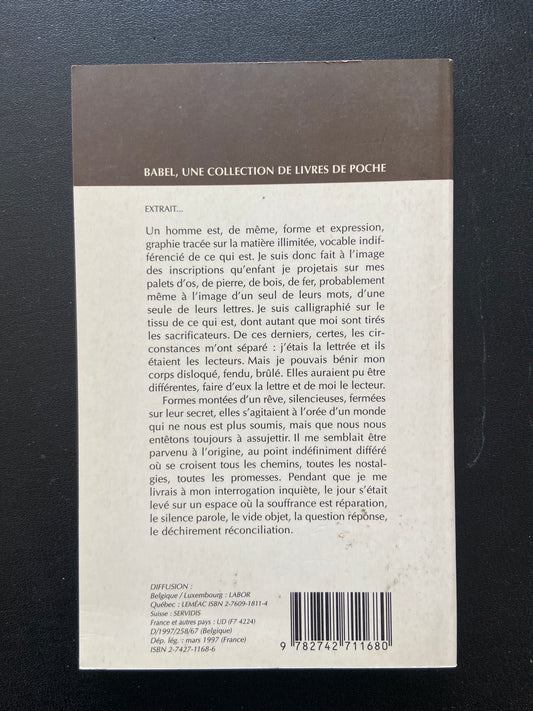 BABEL, UNE COLLECTION DE LIVRES DE POCHE
EXTRAIT...
Un homme est, de même, forme et expression,
graphie tracée sur la matière illimitée, vocable indif-
férencié de ce qui est. Je suis donc fait à l'image
des inscriptions qu'enfant je projetais sur mes
palets d'os, de pierre, de bois, de fer, probablement
même à l'image d'un seul de leurs mots, d'une
seule de leurs lettres. Je suis calligraphié sur le
tissu de ce qui est, dont autant que moi sont tirés
les sacrificateurs. De ces derniers, certes, les cir-
constances m'ont séparé : j'étais la lettrée et ils
étaient les lecteurs. Mais je pouvais bénir mon
corps disloqué, fendu, brûlé. Elles auraient pu être
différentes, faire d'eux la lettre et de moi le lecteur.
Formes montées d'un rêve, silencieuses, fermées
sur leur secret, elles s'agitaient à l'orée d'un monde
qui ne nous est plus soumis, mais que nous nous
entêtons toujours à assujettir. Il me semblait être
parvenu à l'origine, au point indéfiniment différé
où se croisent tous les chemins, toutes les nostal-
gies, toutes les promesses. Pendant que je me
livrais à mon interrogation inquiète, le jour s'était
levé sur un espace où la souffrance est réparation,
le silence parole, le vide objet, la question réponse,
le déchirement réconciliation.
DIFFUSION :
Belgique / Luxembourg : LABOR
Québec : LEMÉAC ISBN 2-7609-1811-4
Suisse : SERVIDIS
France et autres pays : UD (F7 4224)
D/1997/258/67 (Belgique)
Dép. lég. : mars 1997 (France)
ISBN 2-7427-1168-6
9 782742 711680